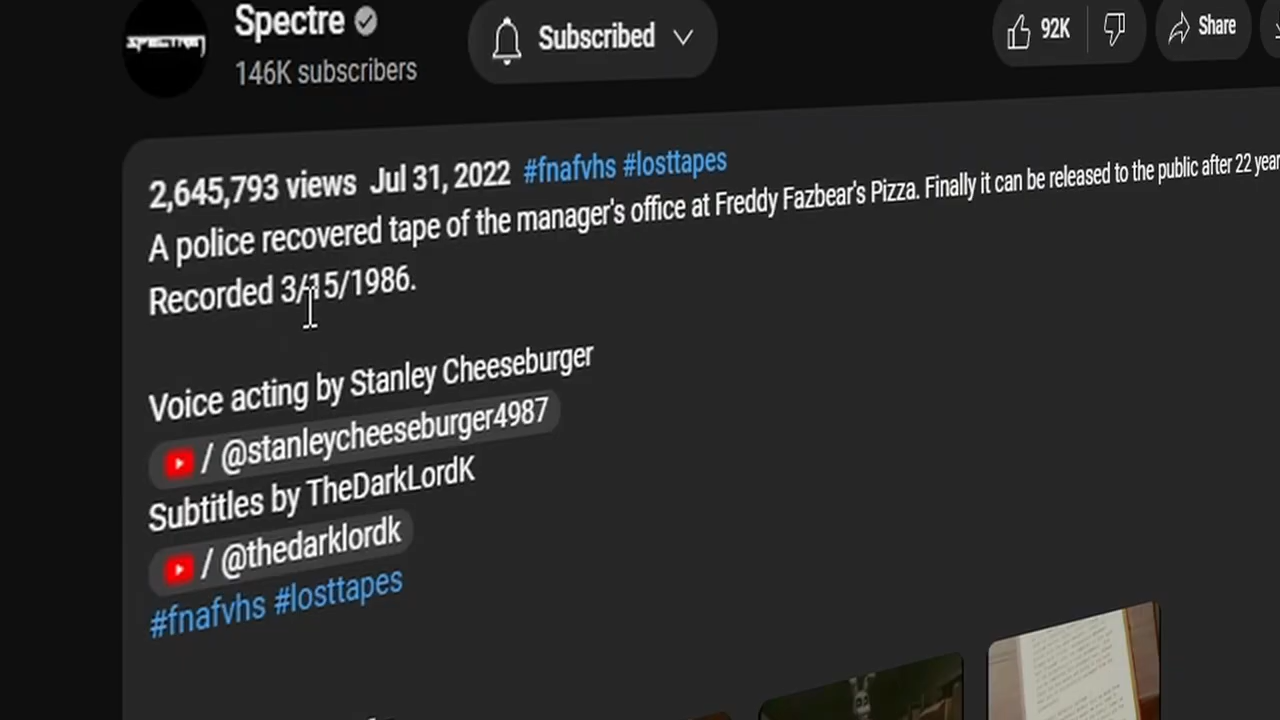 Spectre
146K subscribers
Subscribed
92K
Share
2,645,793 views Jul 31, 2022 #fnafvhs #losttapes
A police recovered tape of the manager's office at Freddy Fazbear's Pizza. Finally it can be released to the public after 22 year
Recorded 3/15/1986.
Voice acting by Stanley Cheeseburger
/ @stanleycheeseburger4987
Subtitles by TheDarkLordK
/ @thedarklordk
#fnafvhs #losttapes